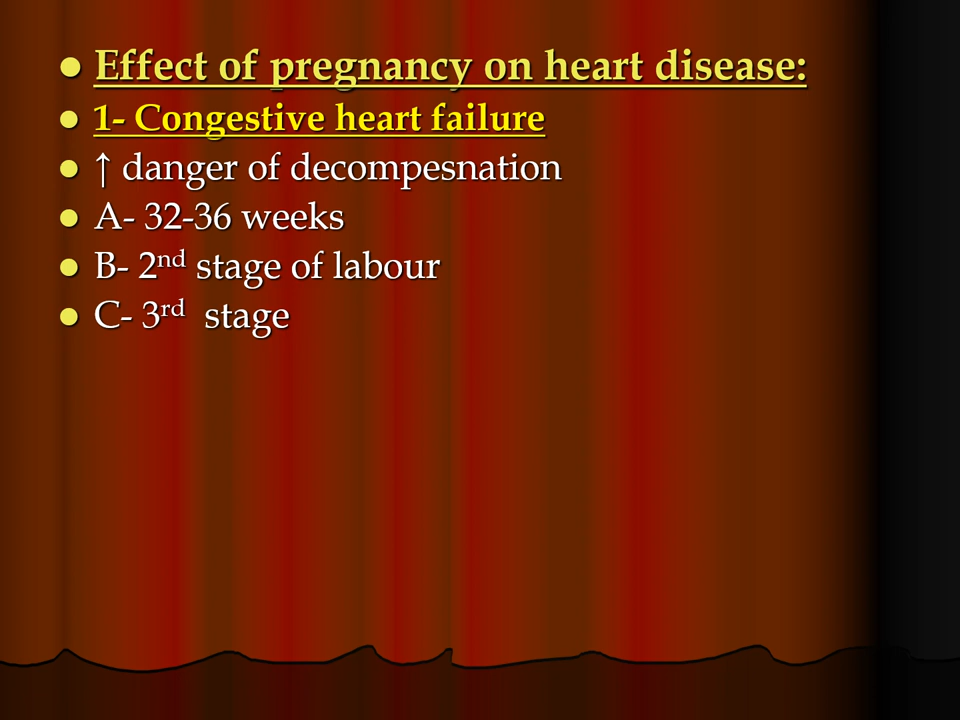 ● Effect of pregnancy on heart disease:
● 1- Congestive heart failure
● ↑ danger of decompesnation
● A- 32-36 weeks
● B- 2nd stage of labour
● C- 3rd stage